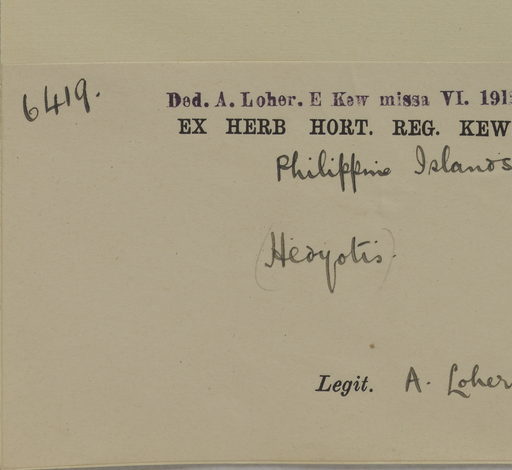 6419.
Ded. A. Loher. E Kew missa VI. 191
EX HERB HORT. REG. KEW
Philippine Islands
(Hedyotis).
Legit. A. Loher